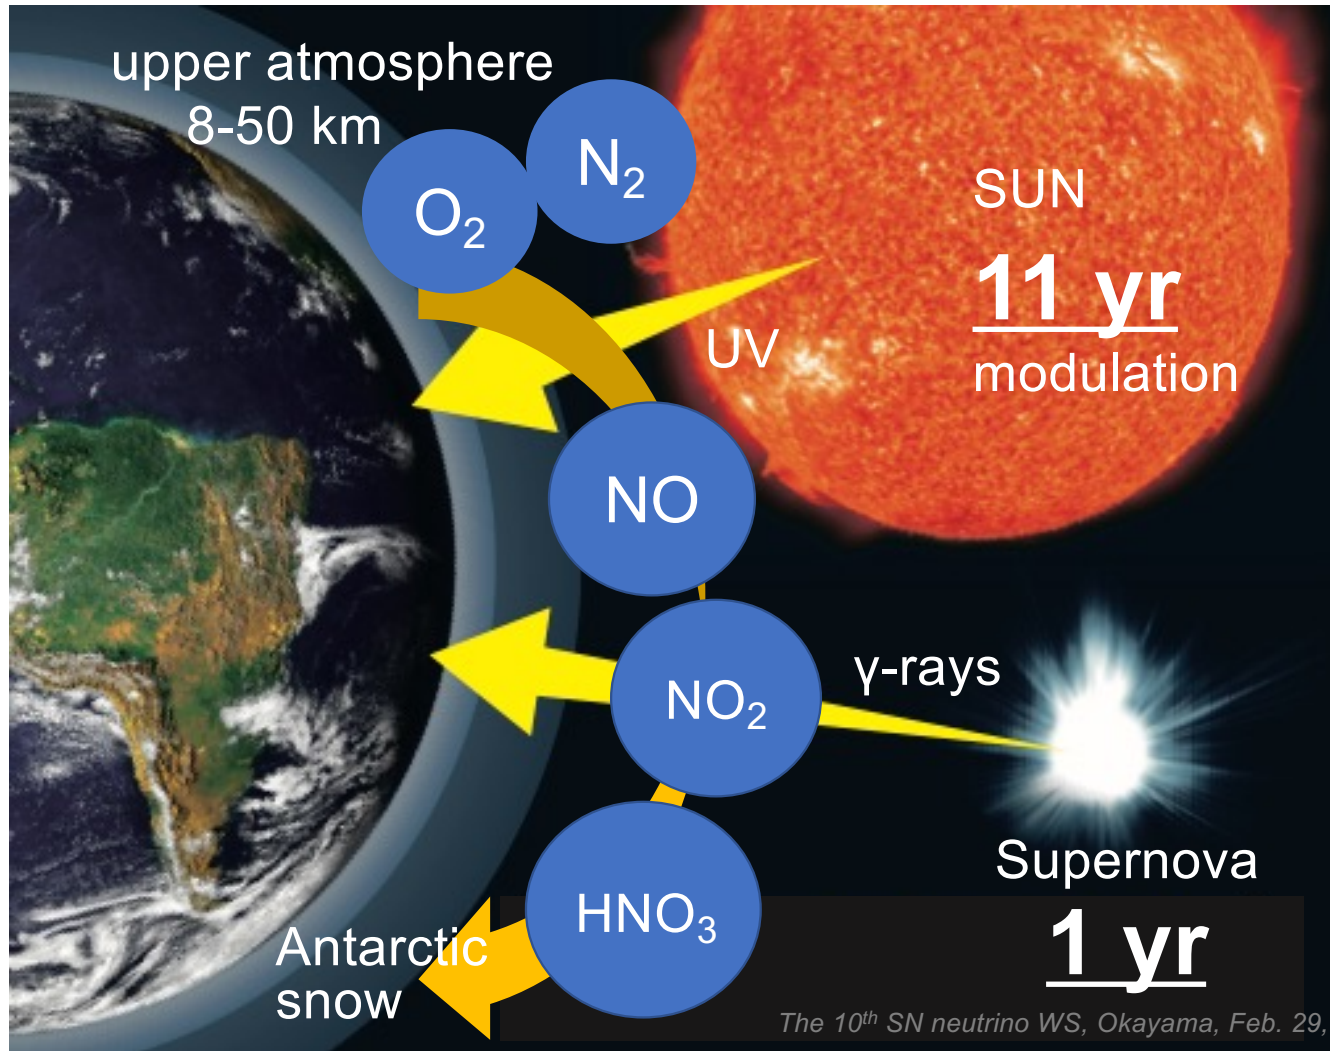 upper atmosphere
8-50 km
O₂
N₂
SUN
11 yr
modulation
UV
NO
γ-rays
NO₂
Supernova
1 yr
HNO₃
Antarctic
snow
The 10ᵗʰ SN neutrino WS, Okayama, Feb. 29,